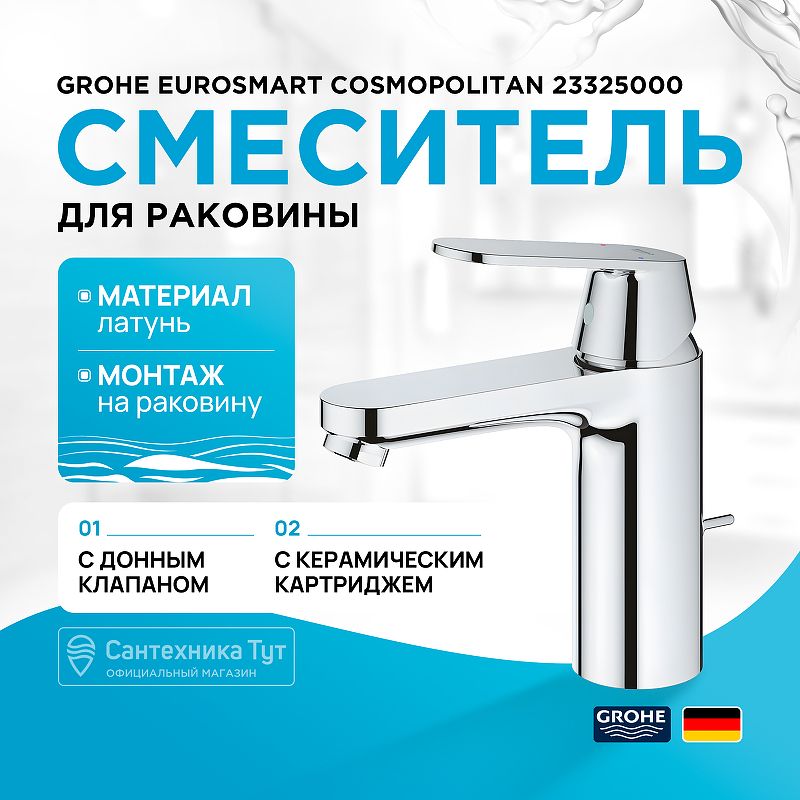 GROHE EUROSMART COSMOPOLITAN 23325000
СМЕСИТЕЛЬ
ДЛЯ РАКОВИНЫ
МАТЕРИАЛ
латунь
МОНТАЖ
на раковину
01
С ДОННЫМ
КЛАПАНОМ
02
С КЕРАМИЧЕСКИМ
КАРТРИДЖЕМ
Сантехника Тут
ОФИЦИАЛЬНЫЙ МАГАЗИН
GROHE